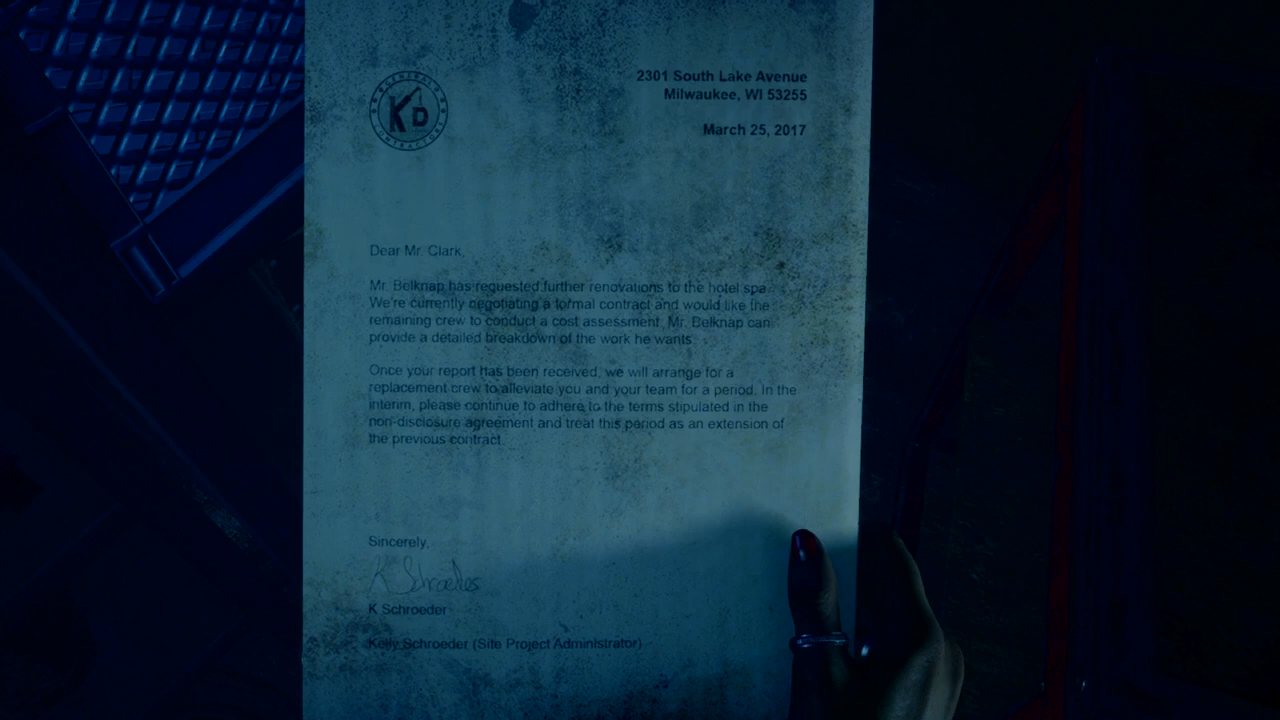 GENERAL
KD
CONTRACTORS
2301 South Lake Avenue
Milwaukee, WI 53255
March 25, 2017
Dear Mr. Clark,
Mr. Belknap has requested further renovations to the hotel spa.
We're currently negotiating a formal contract and would like the
remaining crew to conduct a cost assessment. Mr. Belknap can
provide a detailed breakdown of the work he wants.
Once your report has been received, we will arrange for a
replacement crew to alleviate you and your team for a period. In the
interim, please continue to adhere to the terms stipulated in the
non-disclosure agreement and treat this period as an extension of
the previous contract.
Sincerely,
K Schroeder
K Schroeder
Kelly Schroeder (Site Project Administrator)